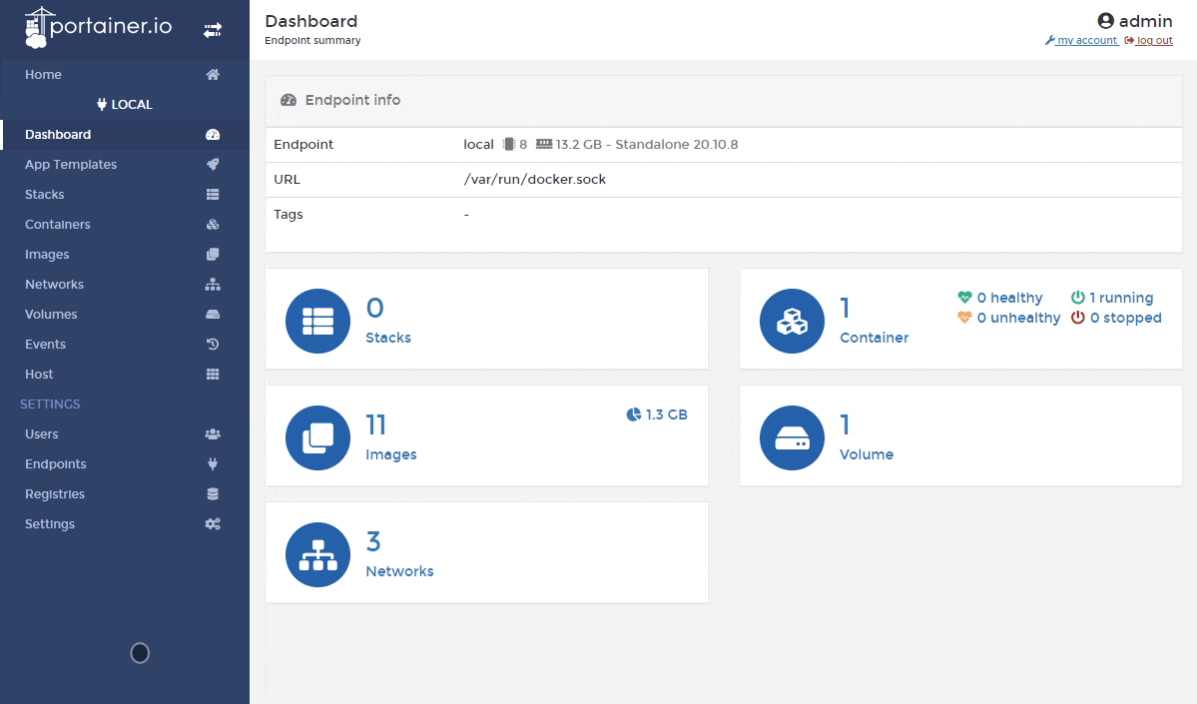 portainer.io
Home
LOCAL
Dashboard
App Templates
Stacks
Containers
Images
Networks
Volumes
Events
Host
SETTINGS
Users
Endpoints
Registries
Settings
Dashboard
Endpoint summary
admin
my account log out
Endpoint info
Endpoint local 8 13.2 GB - Standalone 20.10.8
URL /var/run/docker.sock
Tags -
0
Stacks
1
Container
0 healthy 1 running
0 unhealthy 0 stopped
11
Images
1.3 GB
1
Volume
3
Networks